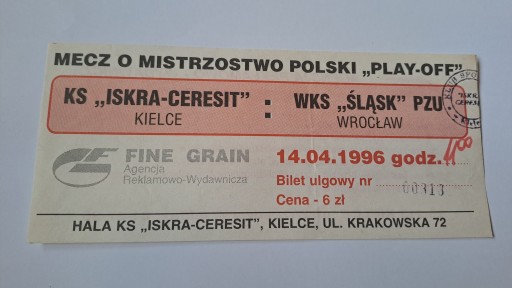 MECZ O MISTRZOSTWO POLSKI „PLAY-OFF”
KS „ISKRA-CERESIT” : WKS „ŚLĄSK” PZU
KIELCE WROCŁAW
FINE GRAIN
Agencja
Reklamowo-Wydawnicza
14.04.1996 godz.
Bilet ulgowy nr 00313
Cena - 6 zł
HALA KS „ISKRA-CERESIT”, KIELCE, UL. KRAKOWSKA 72